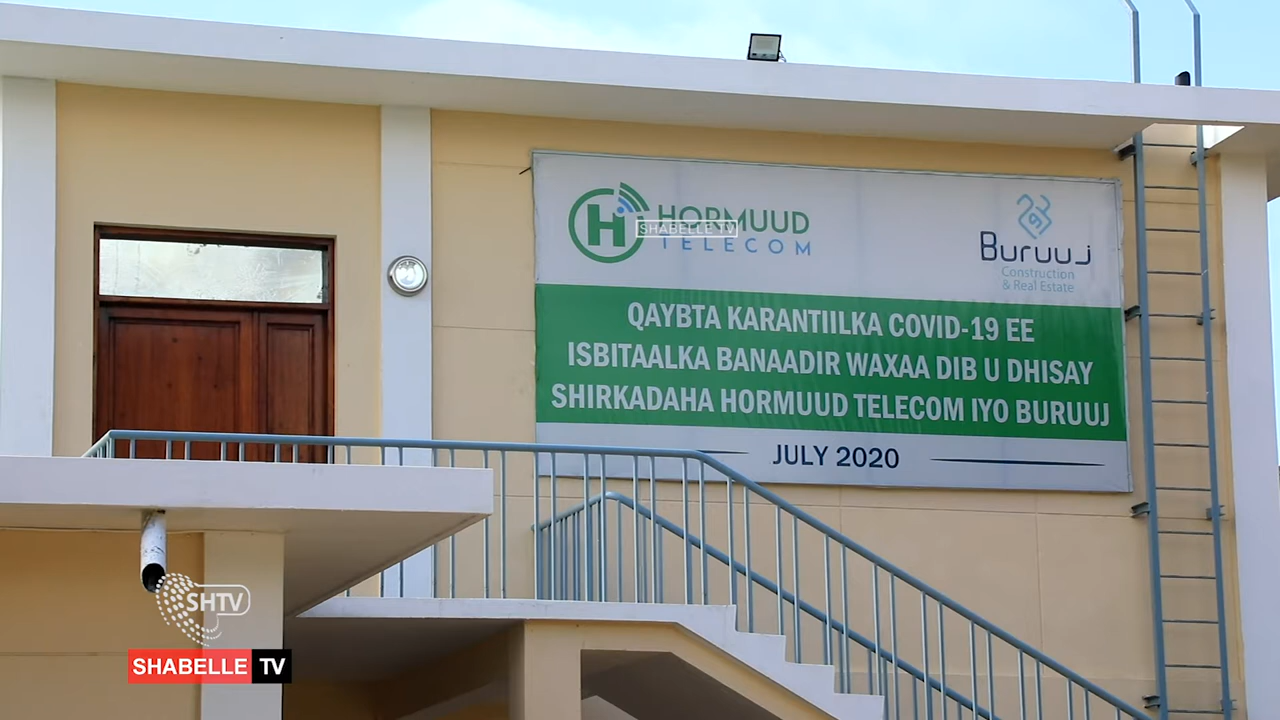 H HORMUUD
SHABELLE TV
TELECOM
Buruuj
Construction
& Real Estate
QAYBTA KARANTIILKA COVID-19 EE
ISBITAALKA BANAADIR WAXAA DIB U DHISAY
SHIRKADAHA HORMUUD TELECOM IYO BURUUJ
JULY 2020
SHTV
SHABELLE TV